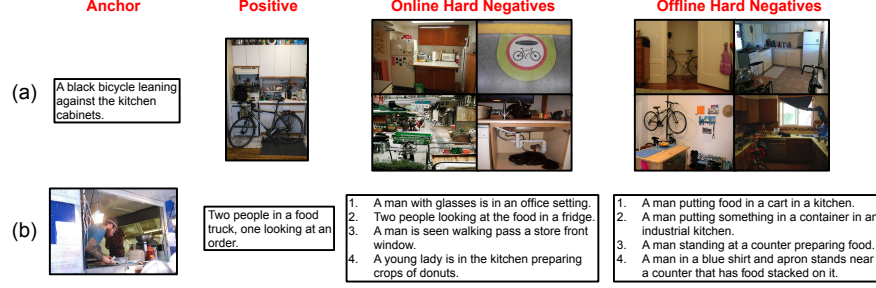 Anchor
Positive
Online Hard Negatives
Offline Hard Negatives
(a)
A black bicycle leaning
against the kitchen
cabinets.
(b)
Two people in a food
truck, one looking at an
order.
1. A man with glasses is in an office setting.
2. Two people looking at the food in a fridge.
3. A man is seen walking pass a store front
window.
4. A young lady is in the kitchen preparing
crops of donuts.
1. A man putting food in a cart in a kitchen.
2. A man putting something in a container in an
industrial kitchen.
3. A man standing at a counter preparing food.
4. A man in a blue shirt and apron stands near
a counter that has food stacked on it.